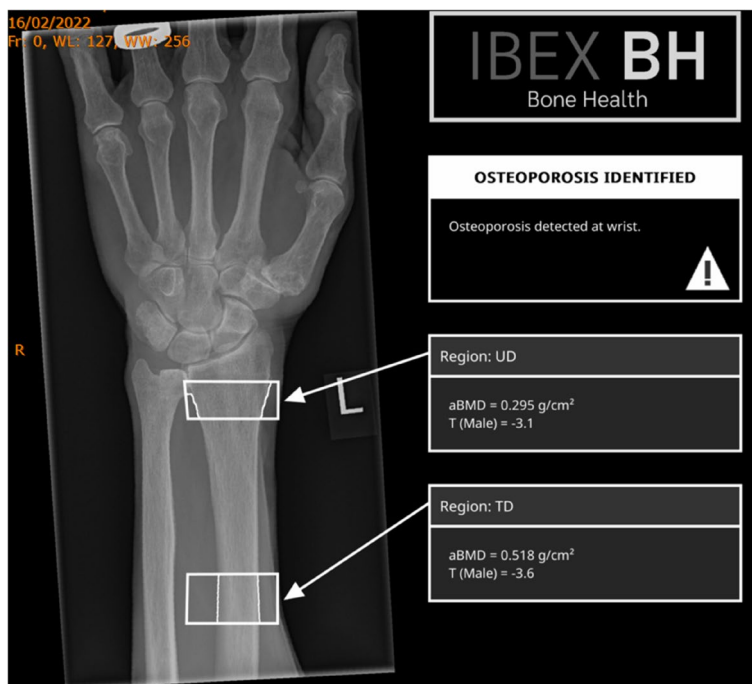 16/02/2022
Fr: 0, WL: 127, WW: 256
IBEX BH
Bone Health
OSTEOPOROSIS IDENTIFIED
Osteoporosis detected at wrist.
!
R
Region: UD
L
aBMD = 0.295 g/cm²
T (Male) = -3.1
Region: TD
aBMD = 0.518 g/cm²
T (Male) = -3.6